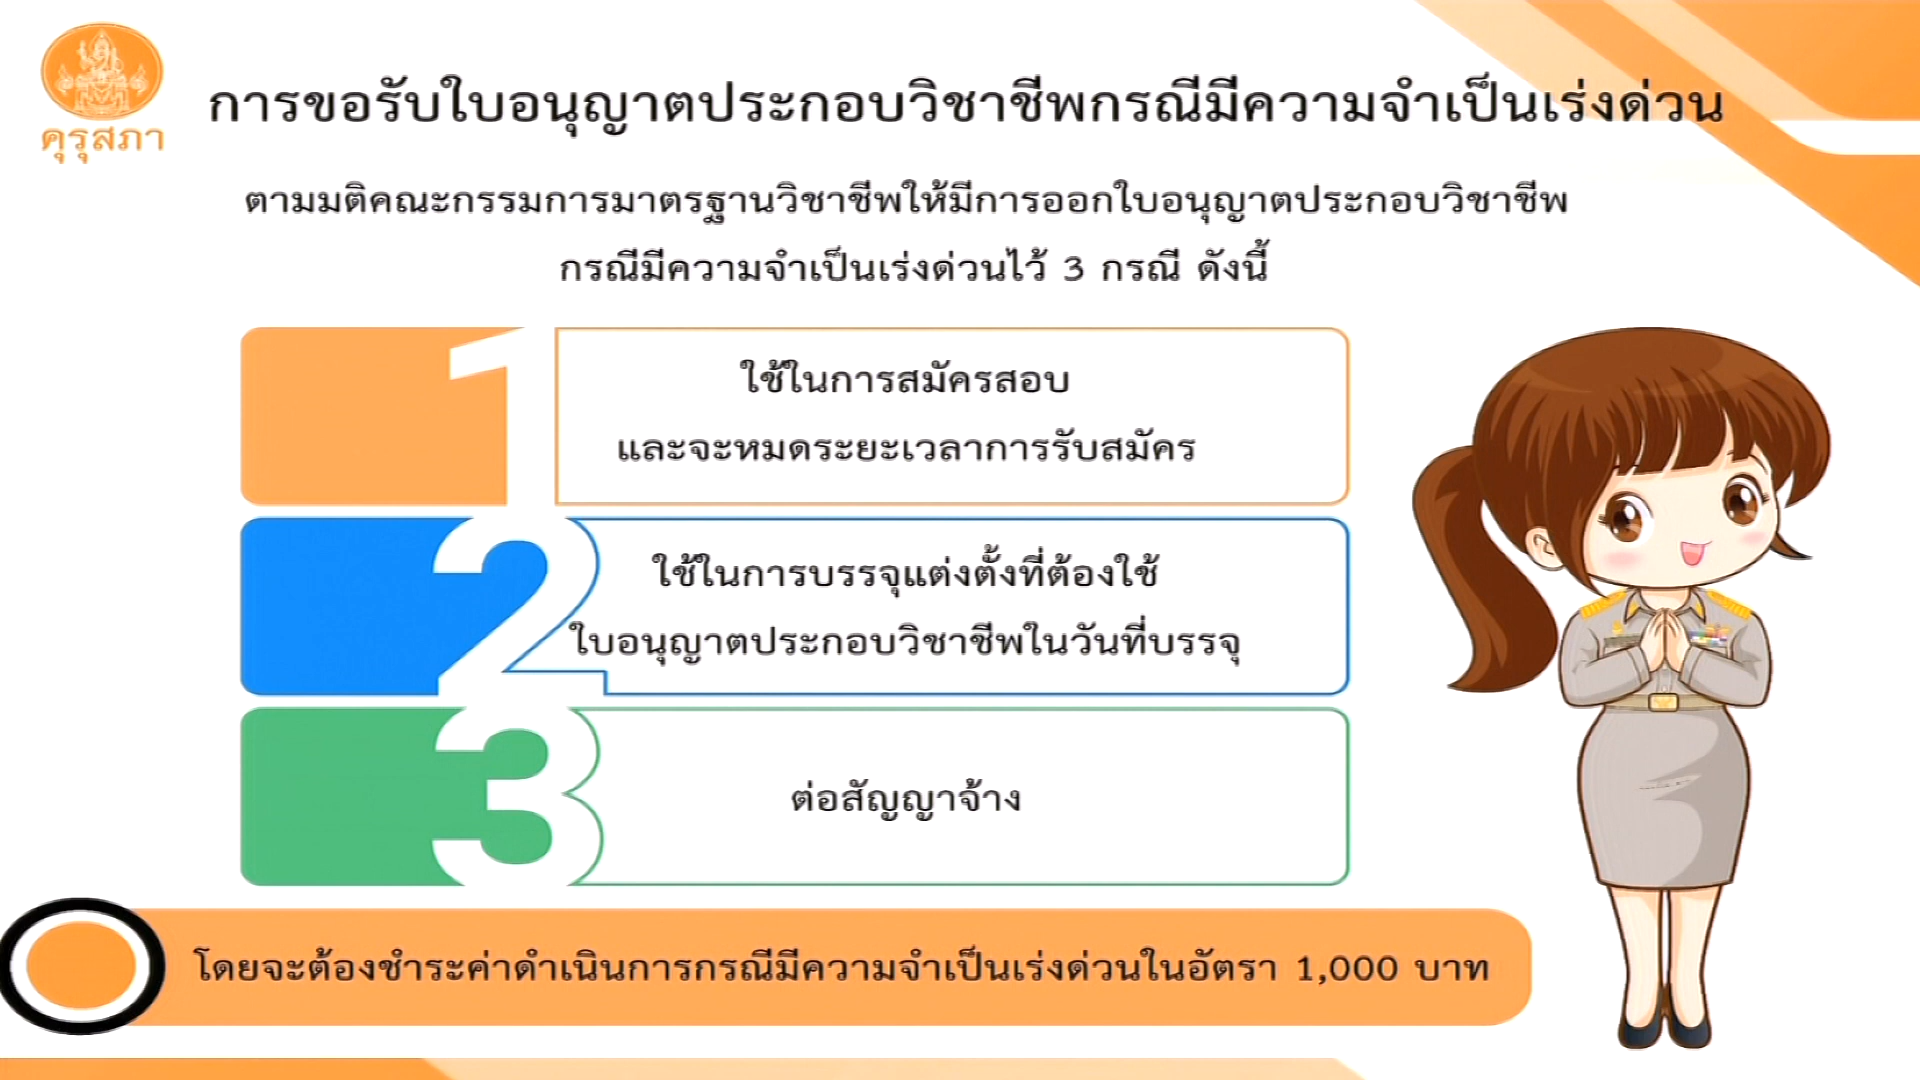 คุรุสภา
การขอรับใบอนุญาตประกอบวิชาชีพกรณีมีความจำเป็นเร่งด่วน
ตามมติคณะกรรมการมาตรฐานวิชาชีพให้มีการออกใบอนุญาตประกอบวิชาชีพ
กรณีมีความจำเป็นเร่งด่วนไว้ 3 กรณี ดังนี้
1
ใช้ในการสมัครสอบ
และจะหมดระยะเวลาการรับสมัคร
2
ใช้ในการบรรจุแต่งตั้งที่ต้องใช้
ใบอนุญาตประกอบวิชาชีพในวันที่บรรจุ
3
ต่อสัญญาจ้าง
โดยจะต้องชำระค่าดำเนินการกรณีมีความจำเป็นเร่งด่วนในอัตรา 1,000 บาท